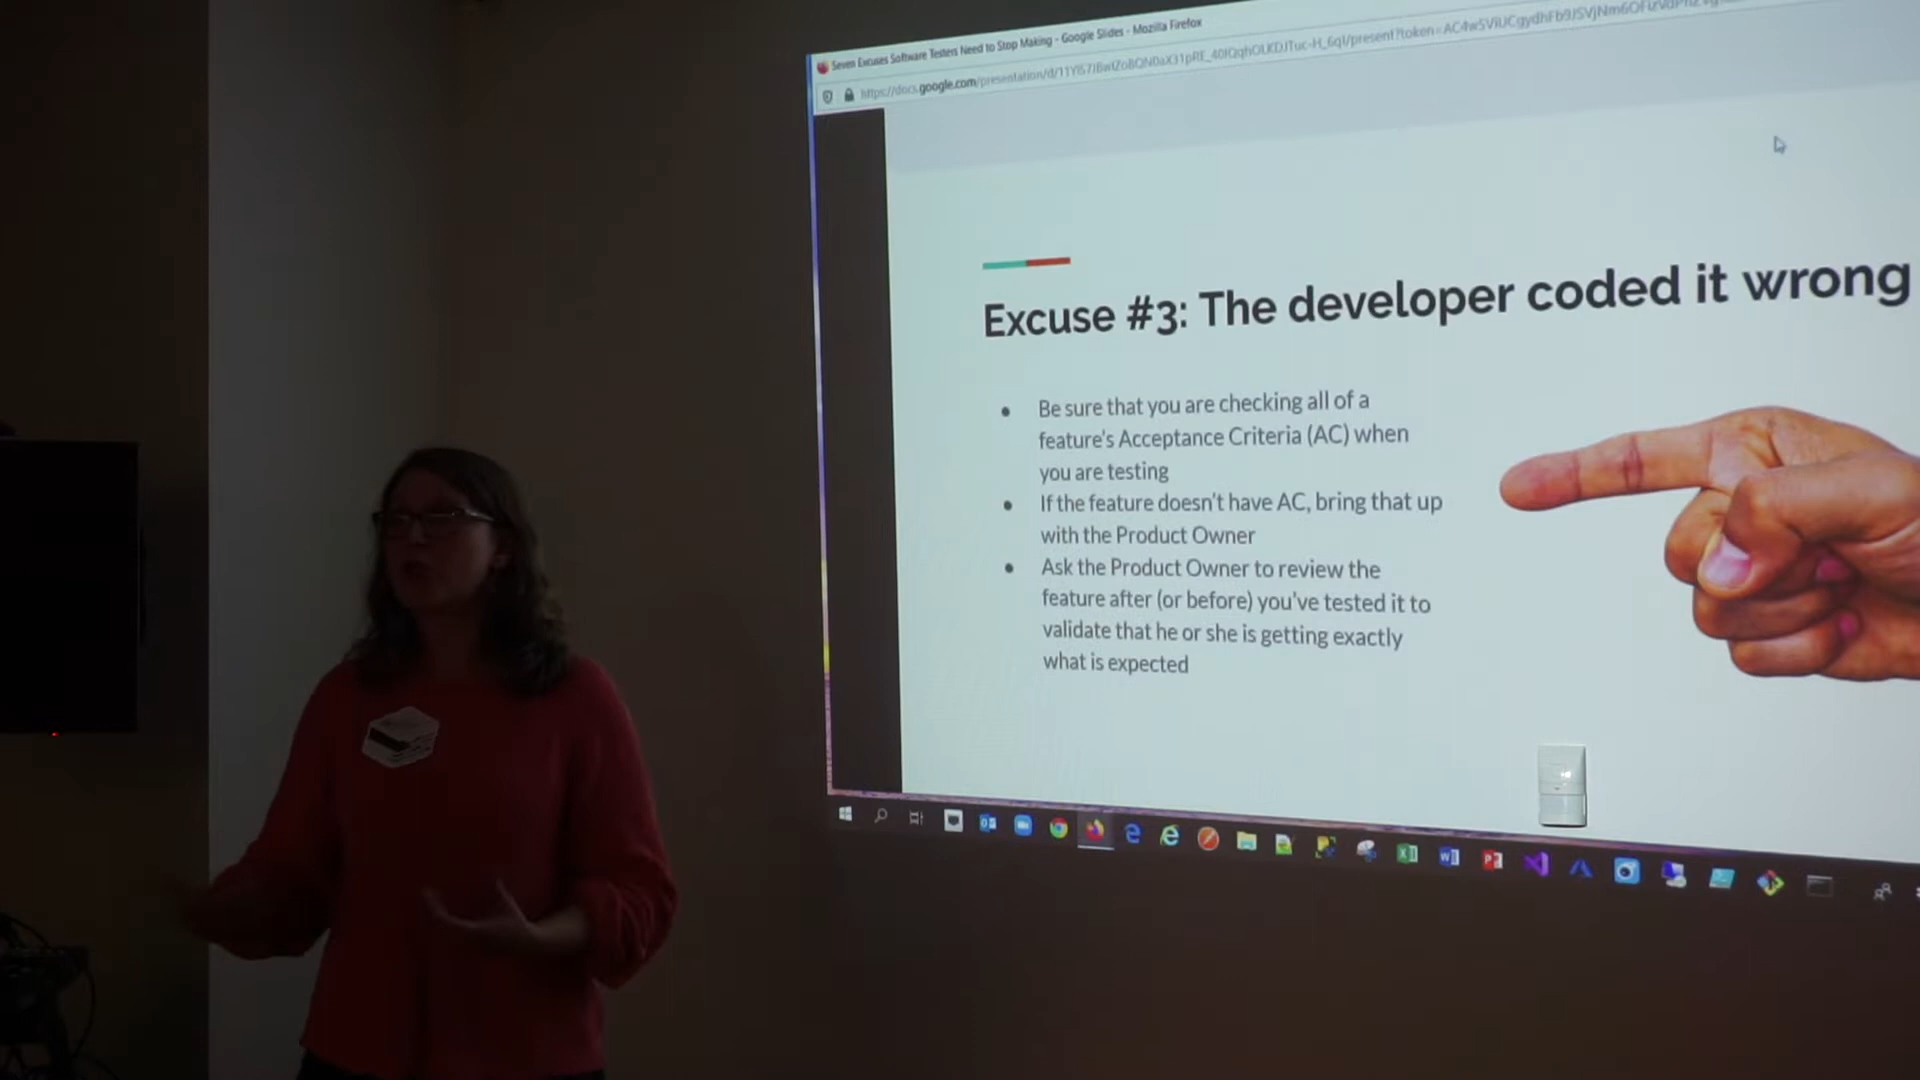 Seven Excuses Software Testers Need to Stop Making - Google Slides - Mozilla Firefox
Excuse #3: The developer coded it wrong
Be sure that you are checking all of a
feature's Acceptance Criteria (AC) when
you are testing
If the feature doesn't have AC, bring that up
with the Product Owner
Ask the Product Owner to review the
feature after (or before) you've tested it to
validate that he or she is getting exactly
what is expected